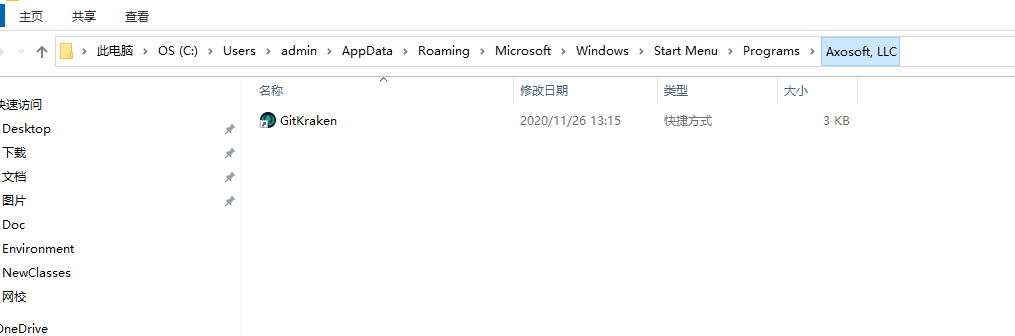 主页 共享 查看
此电脑 OS (C:) Users admin AppData Roaming Microsoft Windows Start Menu Programs Axosoft, LLC
名称 修改日期 类型 大小
快速访问
GitKraken 2020/11/26 13:15 快捷方式 3 KB
Desktop
下载
文档
图片
Doc
Environment
NewClasses
网校
OneDrive